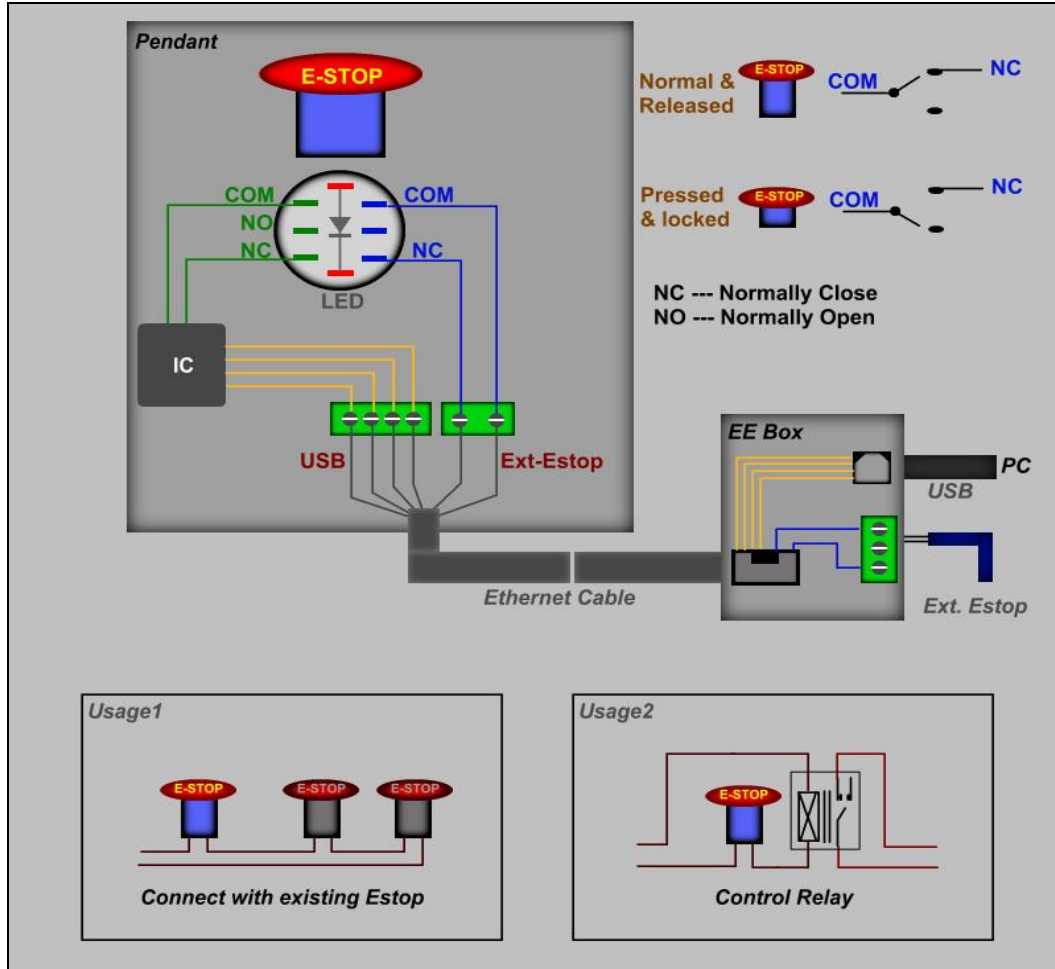 Pendant
E-STOP
COM
NO
NC
COM
NC
LED
IC
USB
Ext-Estop
Normal &
Released
E-STOP
COM
NC
Pressed
& locked
E-STOP
COM
NC
NC --- Normally Close
NO --- Normally Open
EE Box
PC
USB
Ext. Estop
Ethernet Cable
Usage1
E-STOP
E-STOP
E-STOP
Connect with existing Estop
Usage2
E-STOP
Control Relay